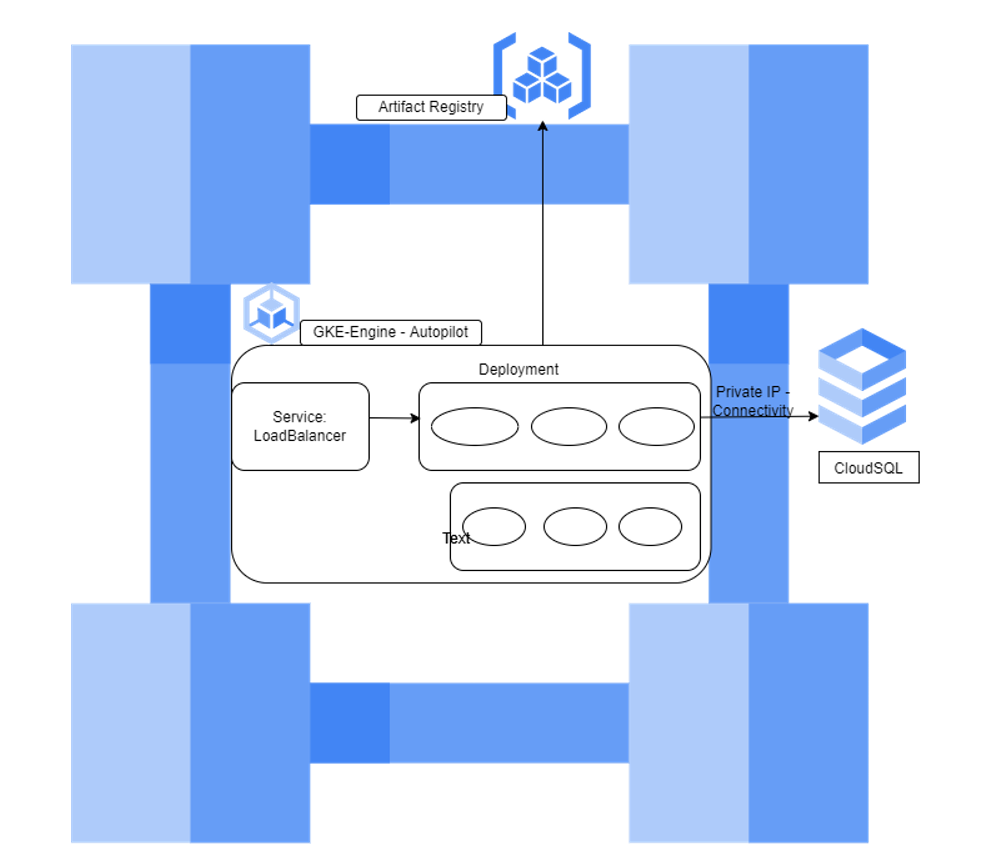 Artifact Registry
GKE-Engine - Autopilot
Deployment
Service:
LoadBalancer
Private IP -
Connectivity
CloudSQL
Text